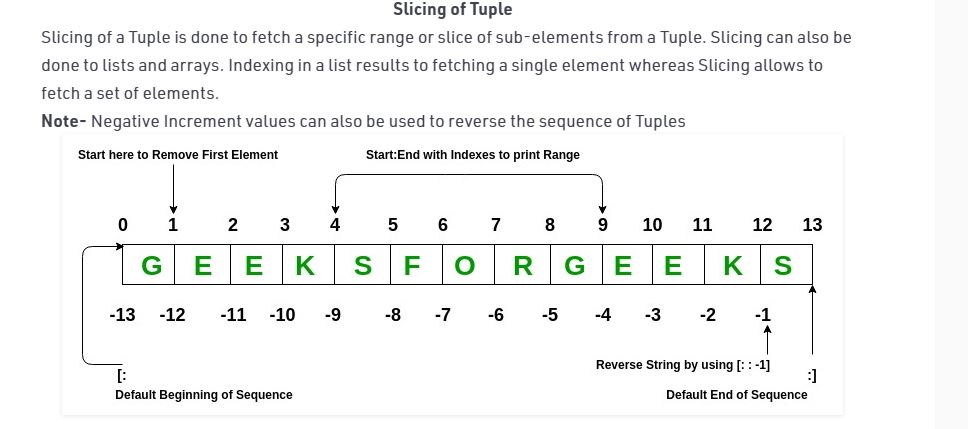 Slicing of Tuple
Slicing of a Tuple is done to fetch a specific range or slice of sub-elements from a Tuple. Slicing can also be
done to lists and arrays. Indexing in a list results to fetching a single element whereas Slicing allows to
fetch a set of elements.
Note- Negative Increment values can also be used to reverse the sequence of Tuples
Start here to Remove First Element
Start:End with Indexes to print Range
0 1 2 3 4 5 6 7 8 9 10 11 12 13
G E E K S F O R G E E K S
-13 -12 -11 -10 -9 -8 -7 -6 -5 -4 -3 -2 -1
Reverse String by using [: : -1]
[: :]
Default Beginning of Sequence
Default End of Sequence